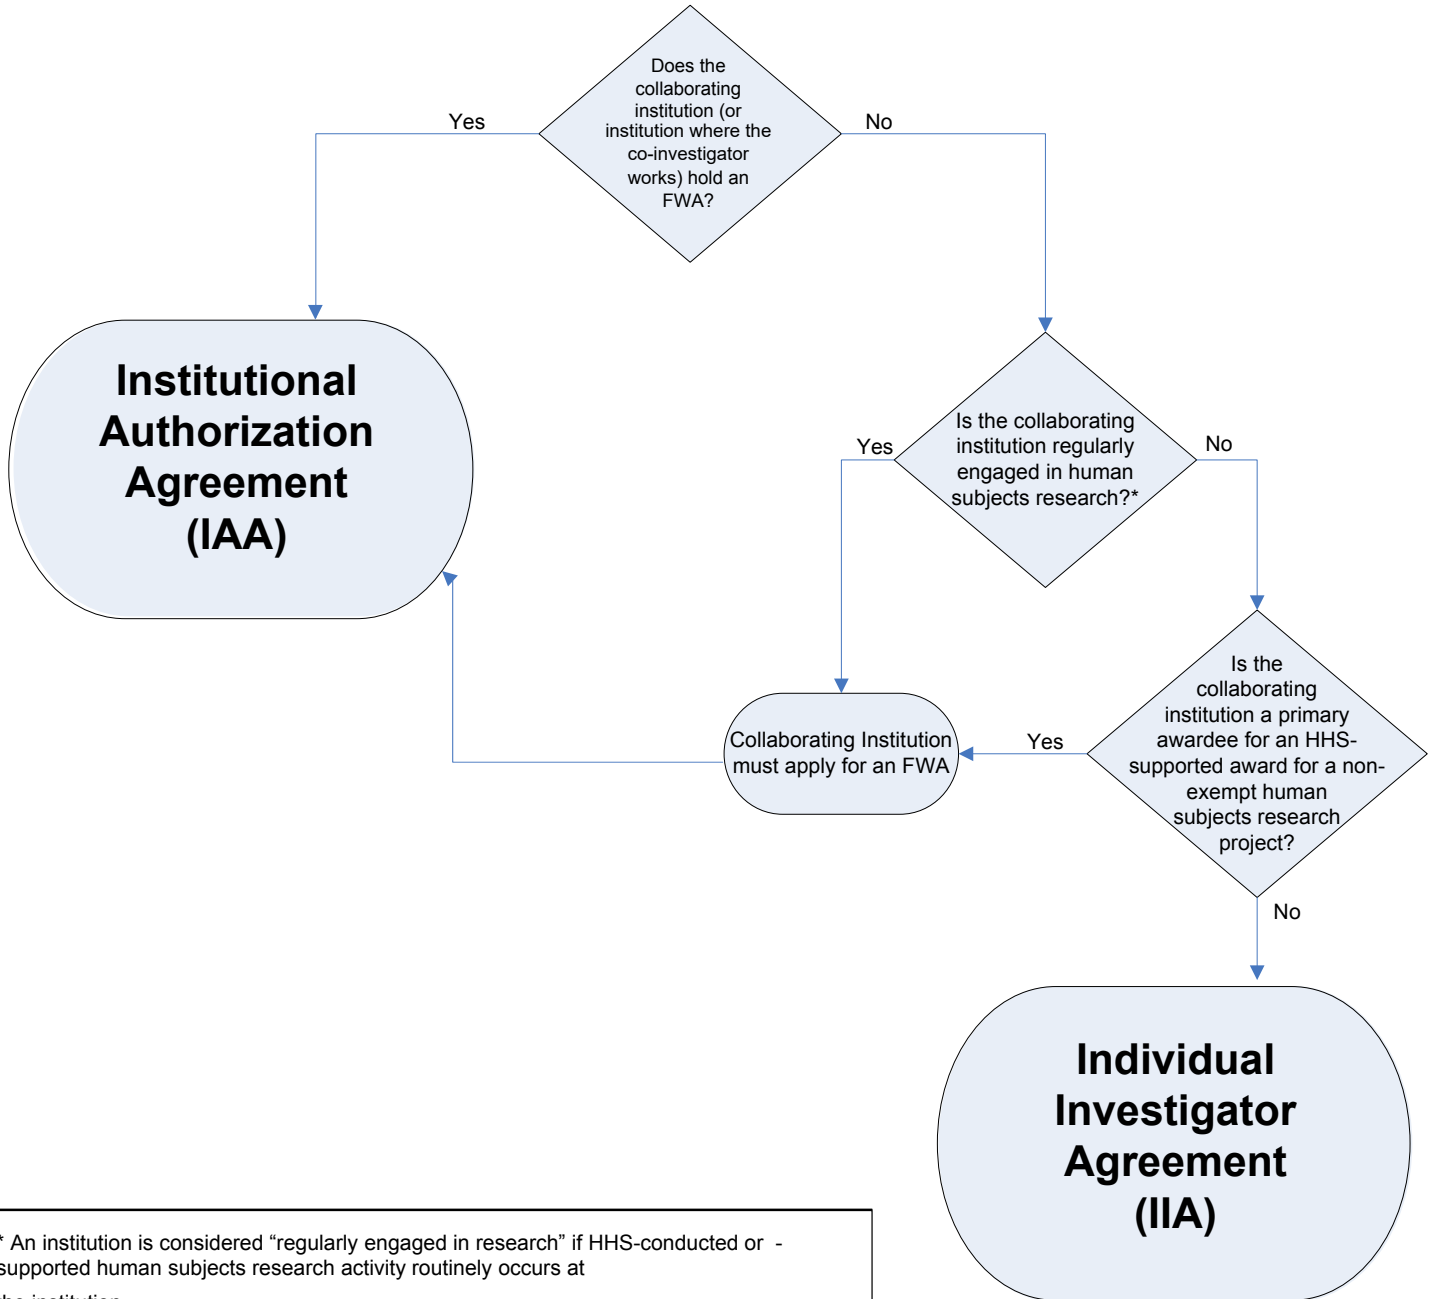 Does the
collaborating
institution (or
institution where the
co-investigator
works) hold an
FWA?
Yes
No
Institutional
Authorization
Agreement
(IAA)
Is the collaborating
institution regularly
engaged in human
subjects research?*
Yes
No
Is the
collaborating
institution a primary
awardee for an HHS-
supported award for a non-
exempt human
subjects research
project?
Yes
Collaborating Institution
must apply for an FWA
No
Individual
Investigator
Agreement
(IIA)
* An institution is considered “regularly engaged in research” if HHS-conducted or -
supported human subjects research activity routinely occurs at
the institution